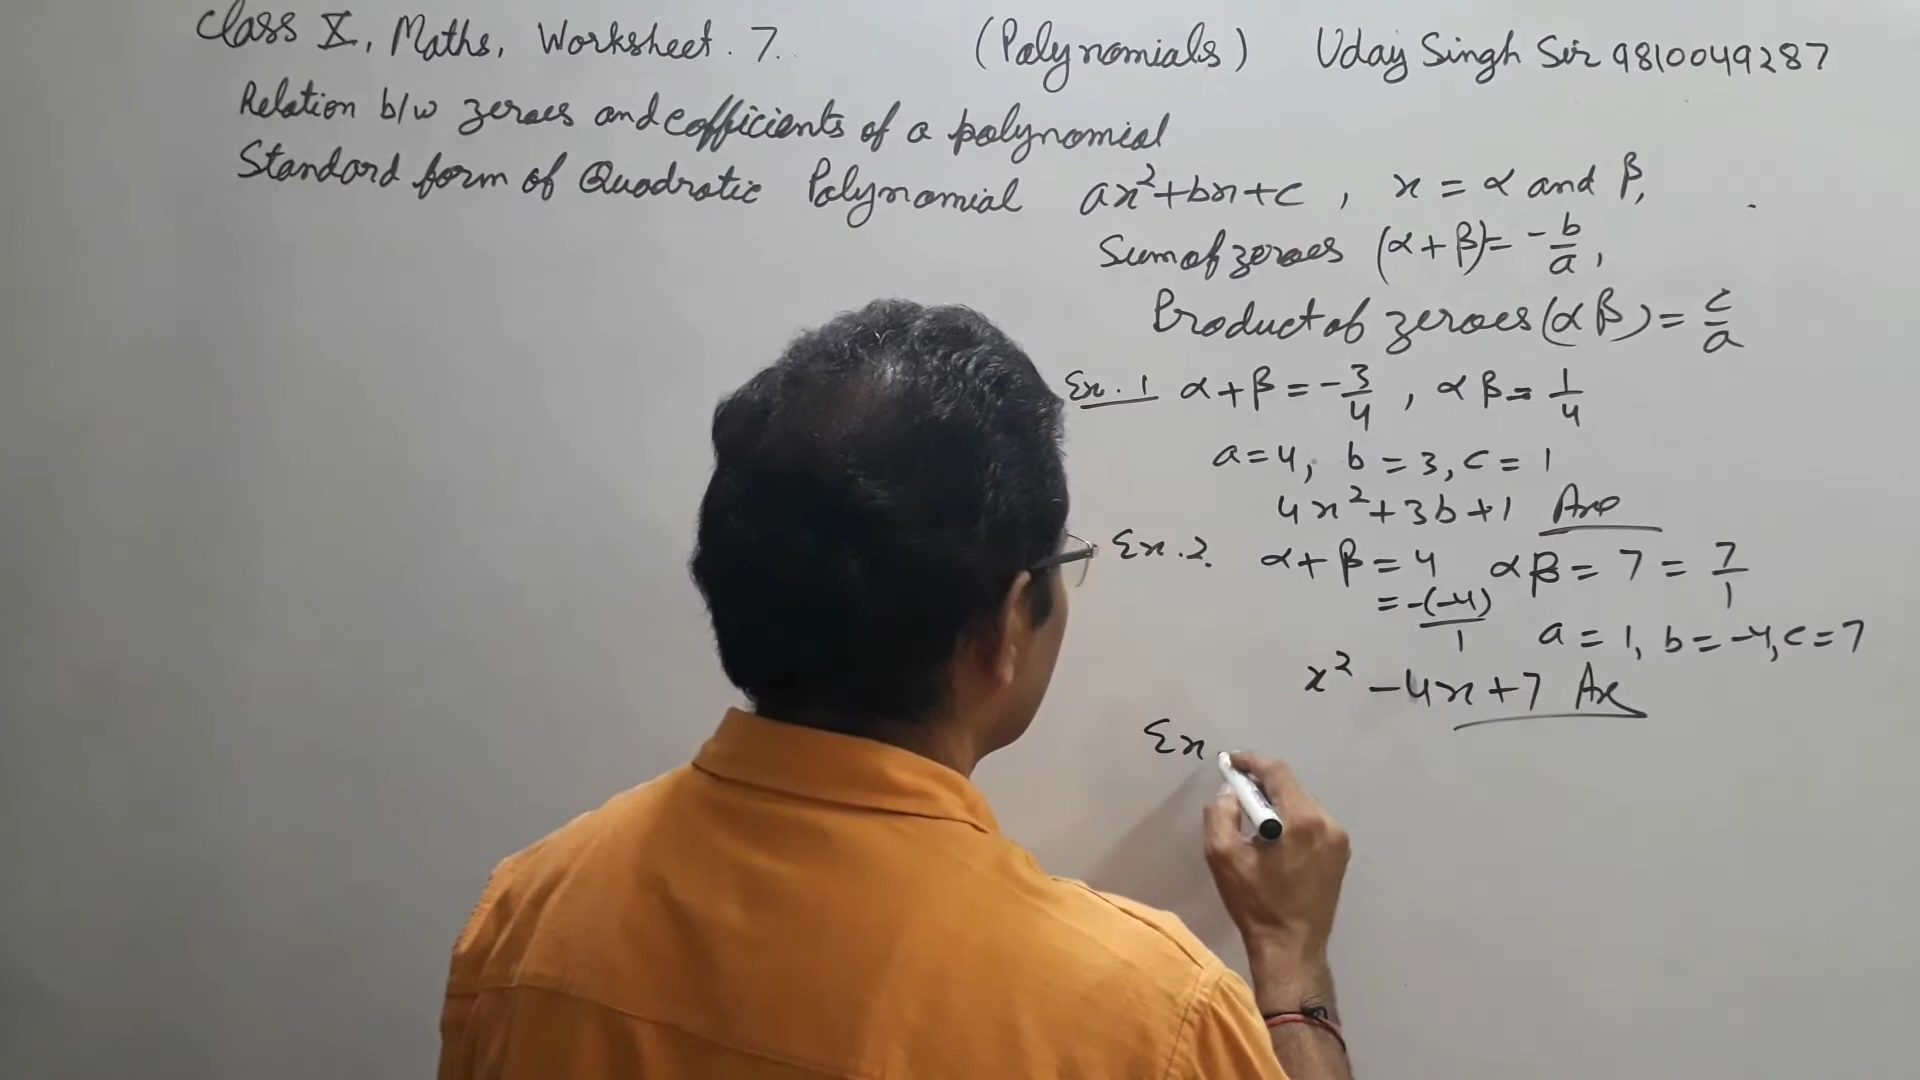 Class X, Maths, Worksheet. 7. (Polynomials) Uday Singh Sir 9810049287
Relation b/w zeroes and cofficients of a polynomial
Standard form of Quadratic Polynomial ax²+bx+c, x = α and β,
Sum of zeroes (α+β)= -b/a,
Product of zeroes (αβ) = c/a
Ex. 1 α+β = -3/4, αβ = 1/4
a=4, b=3, c=1
4x²+3b+1 Ans
Ex. 2. α+β = 4 αβ = 7 = 7/1
= -(-4)/1 a = 1, b = -4, c = 7
x² -4x+7 Ans
Ex